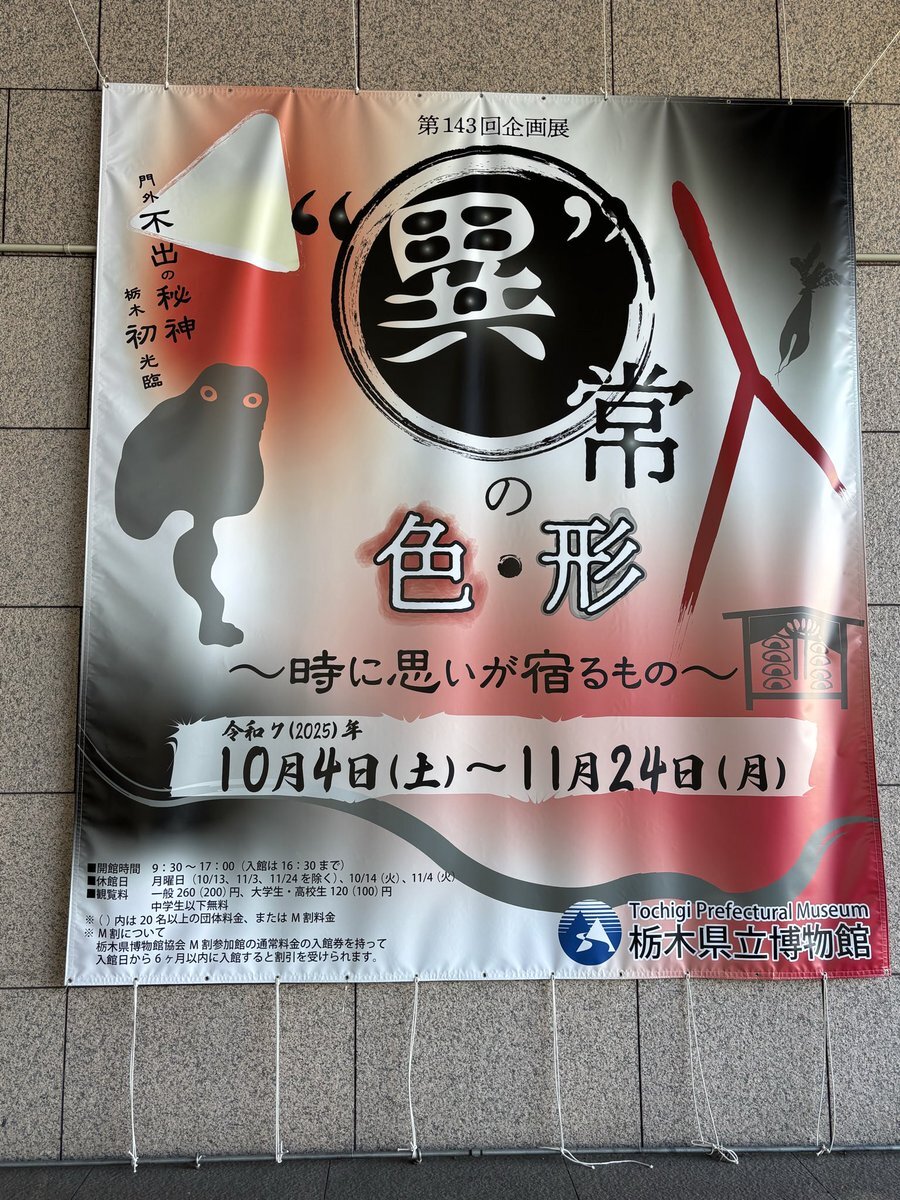 第143回企画展
“異”常
の
色・形
～時に思いが宿るもの～
門外不出の秘神
栃木初光臨
令和7(2025)年
10月4日(土)～11月24日(月)
■開館時間 9：30～17：00（入館は16：30まで）
■休館日 月曜日（10/13、11/3、11/24を除く）、10/14（火）、11/4（火）
■観覧料 一般260（200）円、大学生・高校生120（100）円
中学生以下無料
※（ ）内は20名以上の団体料金、またはM割料金
※ M割について
栃木県博物館協会M割参加館の通常料金の入館券を持って
入館日から6ヶ月以内に入館すると割引を受けられます。
Tochigi Prefectural Museum
栃木県立博物館